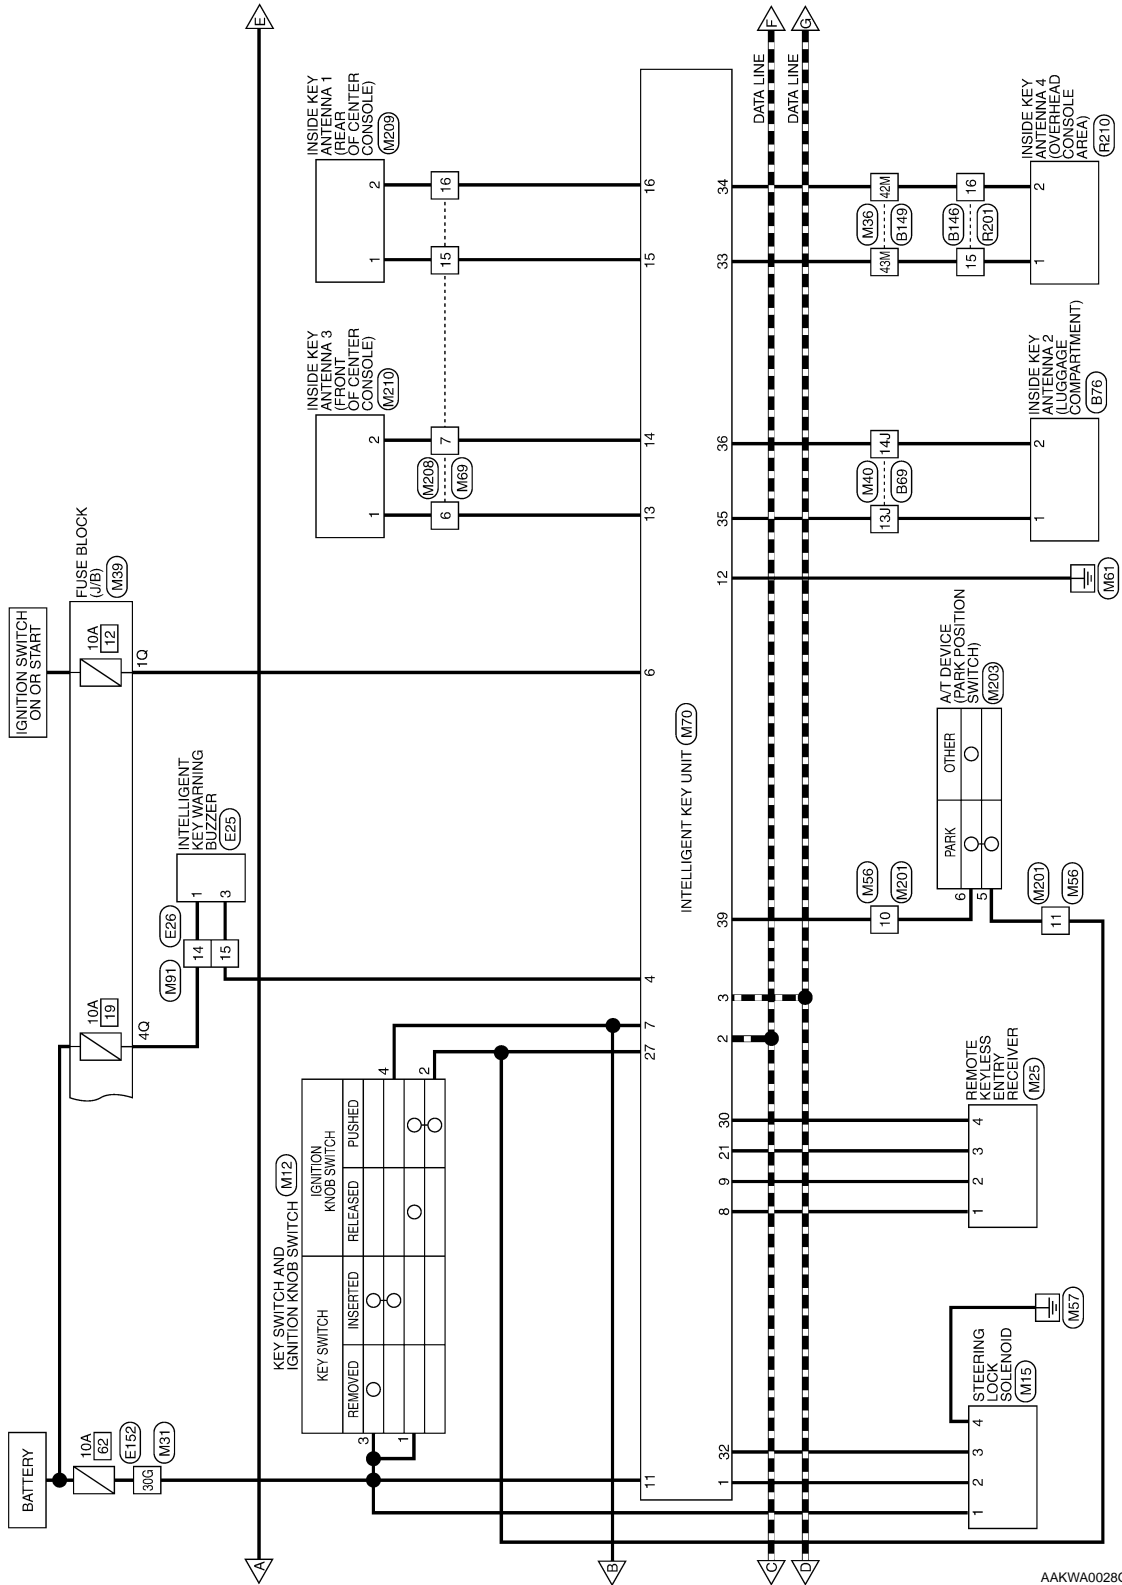 BATTERY
10A
62
30G
E152
M31
IGNITION SWITCH
ON OR START
FUSE BLOCK
(J/B)
M39
10A
19
4Q
10A
12
1Q
INTELLIGENT
KEY WARNING
BUZZER
E25
1
3
M91
E26
14
15
A
E
KEY SWITCH AND
IGNITION KNOB SWITCH
M12
KEY SWITCH
IGNITION
KNOB SWITCH
REMOVED
INSERTED
RELEASED
PUSHED
3
1
4
2
INSIDE KEY
ANTENNA 3
(FRONT
OF CENTER
CONSOLE)
M210
1
2
INSIDE KEY
ANTENNA 1
(REAR
OF CENTER
CONSOLE)
M209
1
2
6
7
M208
M69
15
16
B
11
27
7
4
6
13
14
15
16
INTELLIGENT KEY UNIT
M70
1
32
8
9
21
30
2
3
39
12
35
36
33
34
C
DATA LINE
F
D
DATA LINE
G
M56
M201
10
M40
B69
13J
14J
M36
B149
43M
42M
B146
R201
15
16
STEERING
LOCK
SOLENOID
M15
1
2
3
4
M57
REMOTE
KEYLESS
ENTRY
RECEIVER
M25
1
2
3
4
A/T DEVICE
(PARK POSITION
SWITCH)
M203
PARK
OTHER
6
5
M201
M56
11
M61
INSIDE KEY
ANTENNA 2
(LUGGAGE
COMPARTMENT)
B76
1
2
INSIDE KEY
ANTENNA 4
(OVERHEAD
CONSOLE
AREA)
R210
1
2
AAKWA0028G